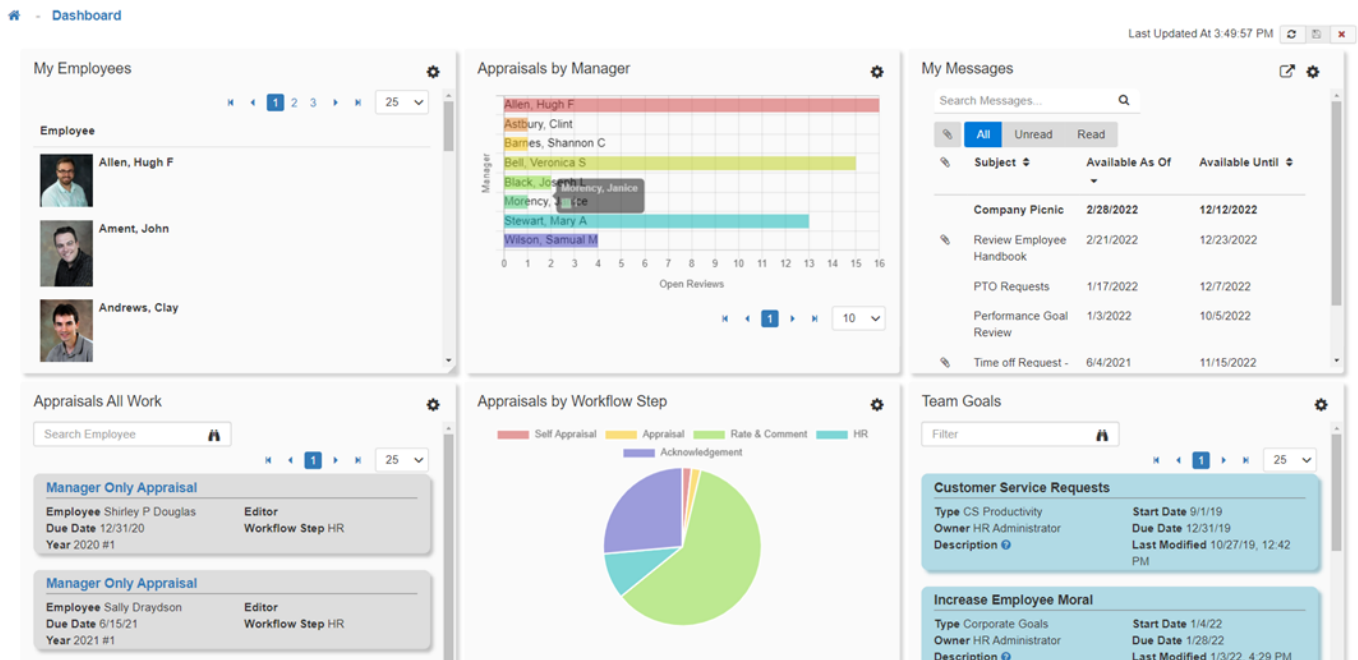 - Dashboard
Last Updated At 3:49:57 PM
My Employees
1 2 3 25
Employee
Allen, Hugh F
Ament, John
Andrews, Clay
Appraisals by Manager
Manager
Allen, Hugh F
Astbury, Clint
Barnes, Shannon C
Bell, Veronica S
Black, Joseph L
Morency, Janice
Morency, Janice
Stewart, Mary A
Wilson, Samual M
0 1 2 3 4 5 6 7 8 9 10 11 12 13 14 15 16
Open Reviews
1 10
My Messages
Search Messages...
All Unread Read
Subject Available As Of Available Until
Company Picnic 2/28/2022 12/12/2022
Review Employee 2/21/2022 12/23/2022
Handbook
PTO Requests 1/17/2022 12/7/2022
Performance Goal 1/3/2022 10/5/2022
Review
Time off Request - 6/4/2021 11/15/2022
Appraisals All Work
Search Employee
1 25
Manager Only Appraisal
Employee Shirley P Douglas Editor
Due Date 12/31/20 Workflow Step HR
Year 2020 #1
Manager Only Appraisal
Employee Sally Draydson Editor
Due Date 6/15/21 Workflow Step HR
Year 2021 #1
Appraisals by Workflow Step
Self Appraisal Appraisal Rate & Comment HR
Acknowledgement
Team Goals
Filter
1 25
Customer Service Requests
Type CS Productivity Start Date 9/1/19
Owner HR Administrator Due Date 12/31/19
Description Last Modified 10/27/19, 12:42
PM
Increase Employee Moral
Type Corporate Goals Start Date 1/4/22
Owner HR Administrator Due Date 1/28/22
Description Last Modified 1/3/22, 4:29 PM